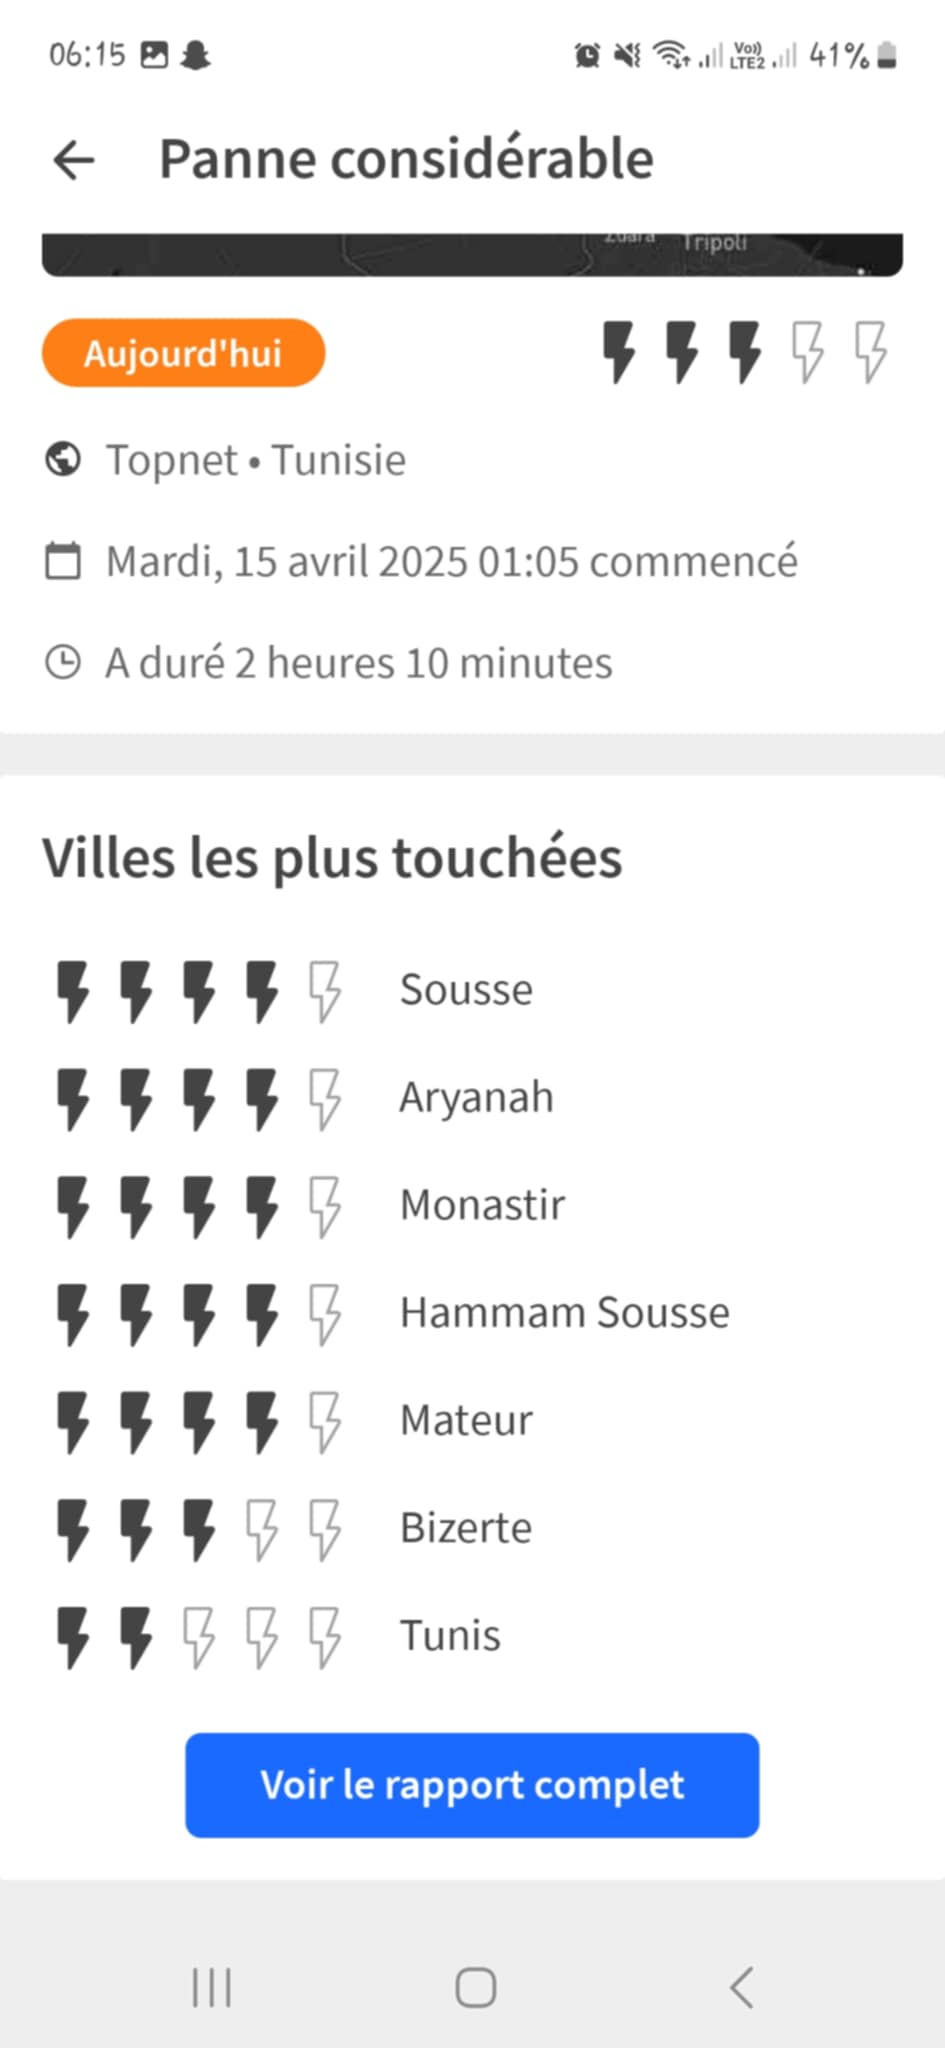 06:15
Vo))
LTE2
41%
Panne considérable
Zuara Tripoli
Aujourd'hui
Topnet • Tunisie
Mardi, 15 avril 2025 01:05 commencé
A duré 2 heures 10 minutes
Villes les plus touchées
Sousse
Aryanah
Monastir
Hammam Sousse
Mateur
Bizerte
Tunis
Voir le rapport complet